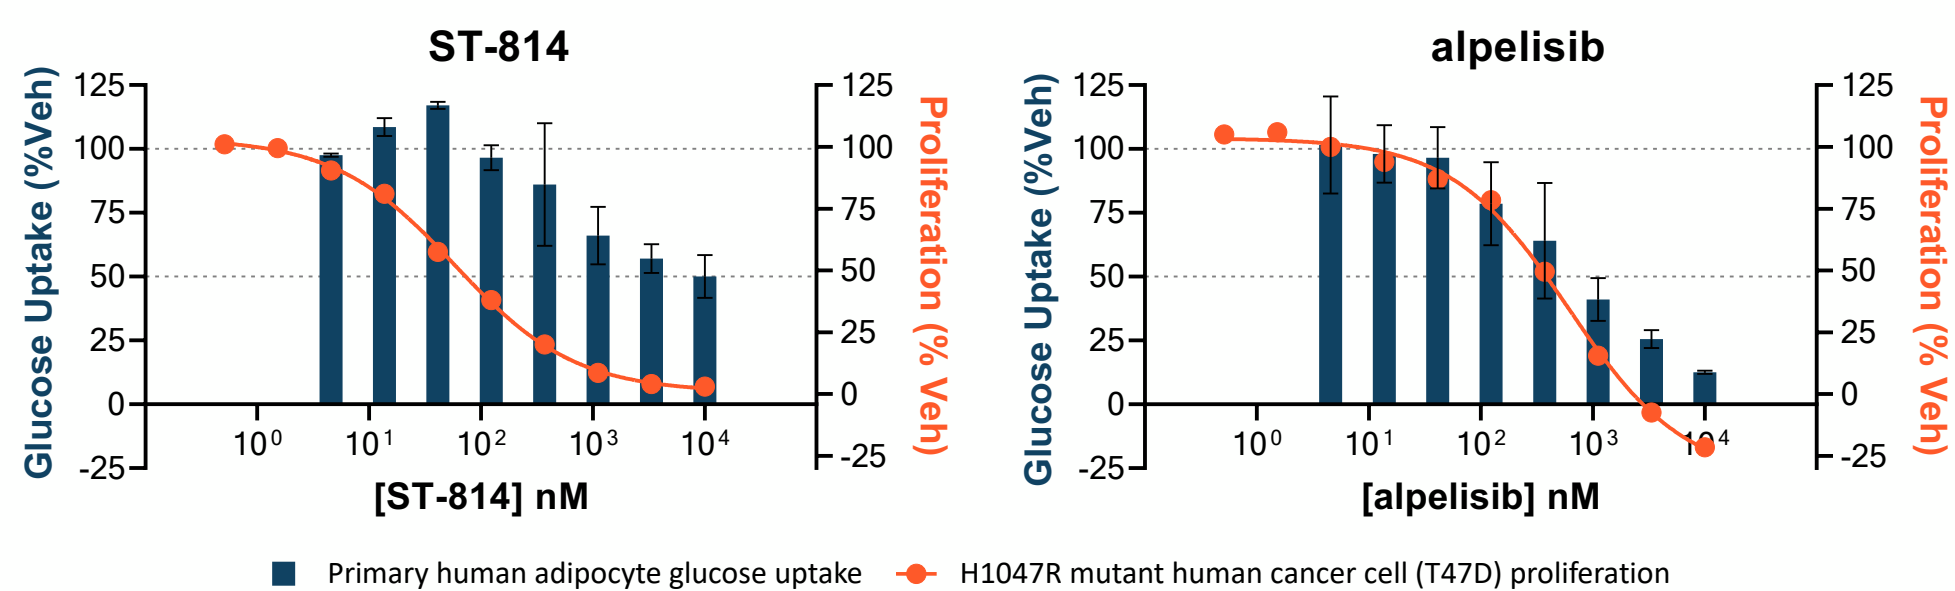 ST-814
Glucose Uptake (%Veh)
125
100
75
50
25
0
-25
10⁰ 10¹ 10² 10³ 10⁴
[ST-814] nM
125
100
75
50
25
0
-25
Proliferation (% Veh)
alpelisib
Glucose Uptake (%Veh)
125
100
75
50
25
0
-25
10⁰ 10¹ 10² 10³ 10⁴
[alpelisib] nM
125
100
75
50
25
0
-25
Proliferation (% Veh)
Primary human adipocyte glucose uptake
H1047R mutant human cancer cell (T47D) proliferation